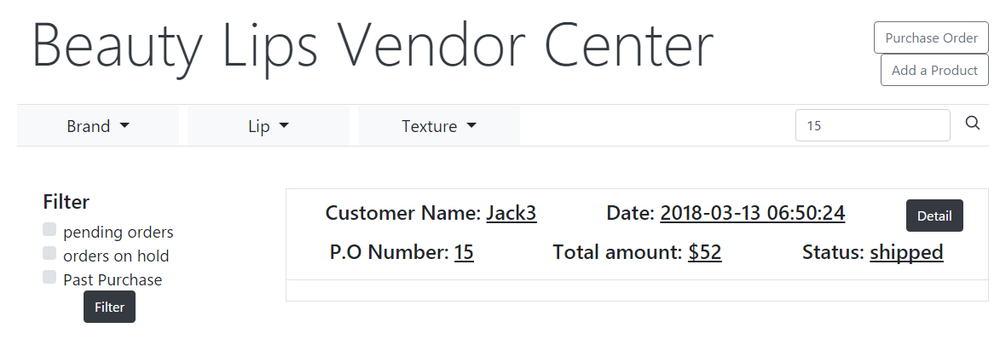 Beauty Lips Vendor Center
Purchase Order
Add a Product
Brand Lip Texture 15
Filter
pending orders
orders on hold
Past Purchase
Filter
Customer Name: Jack3 Date: 2018-03-13 06:50:24 Detail
P.O Number: 15 Total amount: $52 Status: shipped